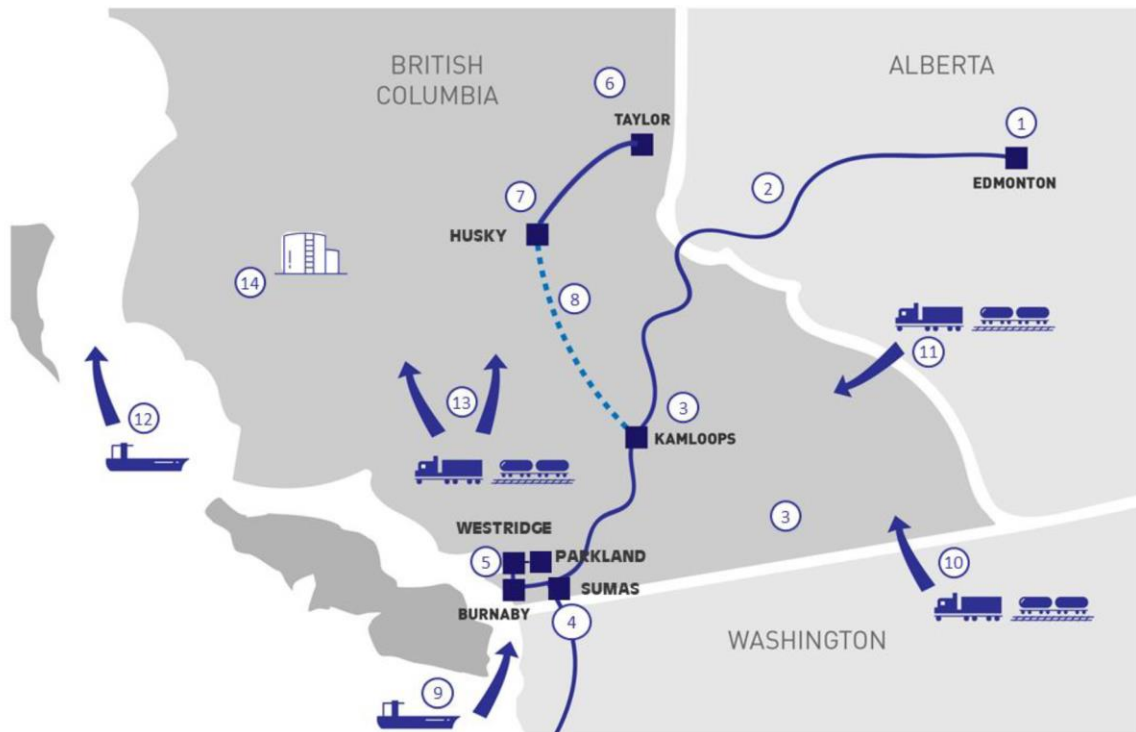 BRITISH
COLUMBIA
ALBERTA
6
TAYLOR
1
EDMONTON
2
7
HUSKY
14
8
11
12
13
3
KAMLOOPS
3
WESTRIDGE
5
PARKLAND
BURNABY
SUMAS
10
4
WASHINGTON
9